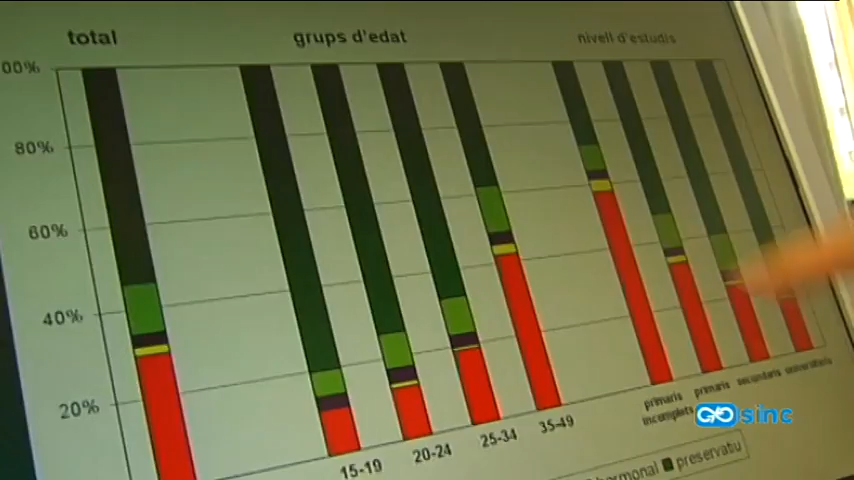 total
grups d'edat
nivell d'estudis
00%
80%
60%
40%
20%
15-19
20-24
25-34
35-49
primaris
incomplets
primaris
secundaris
universitaris
hormonal
preservatiu
sinc